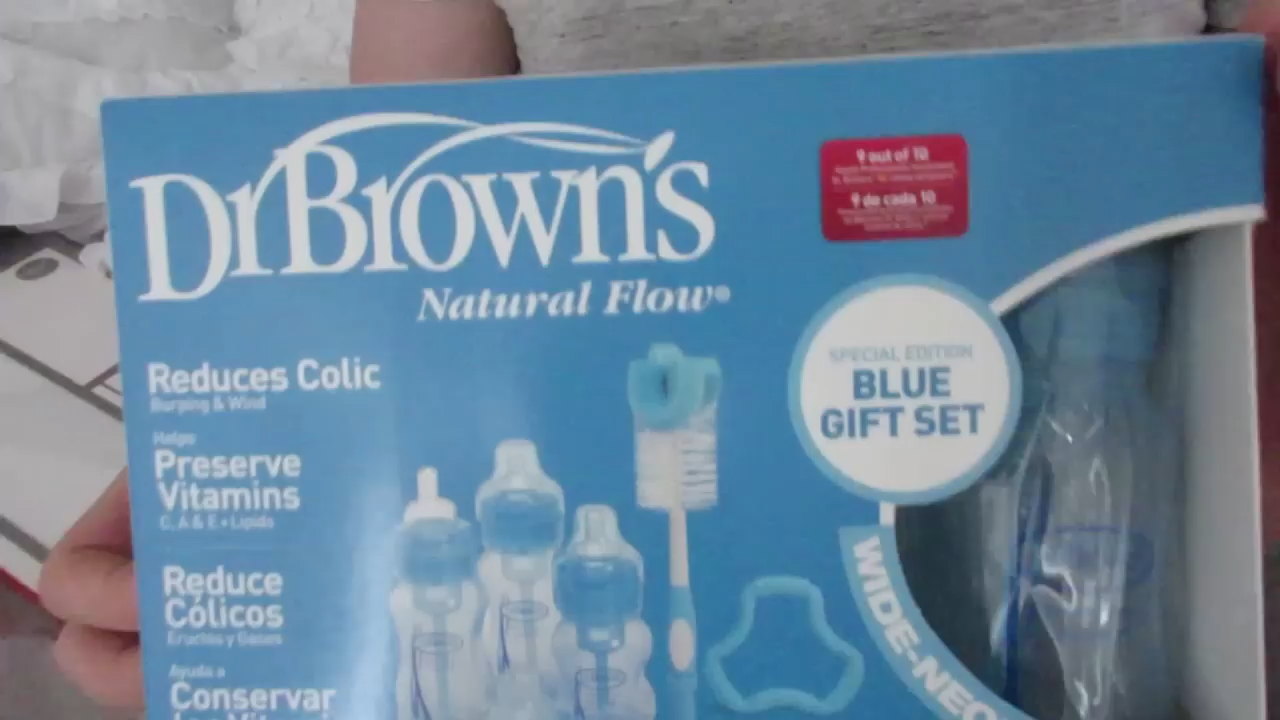 Dr Brown's
Natural Flow®
9 out of 10
9 de cada 10
SPECIAL EDITION
BLUE
GIFT SET
Reduces Colic
Burping & Wind
Helps
Preserve
Vitamins
C, A & E • Lipids
Reduce
Cólicos
Eructos y Gases
Ayuda a
Conservar
WIDE-NEC